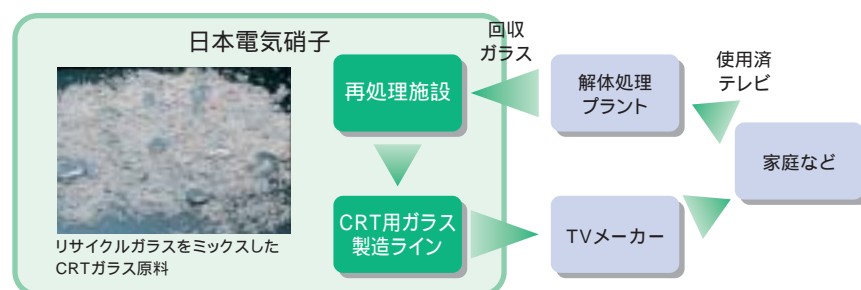 日本電気硝子
回収
ガラス
使用済
テレビ
再処理施設
解体処理
プラント
家庭など
CRT用ガラス
製造ライン
TVメーカー
リサイクルガラスをミックスした
CRTガラス原料